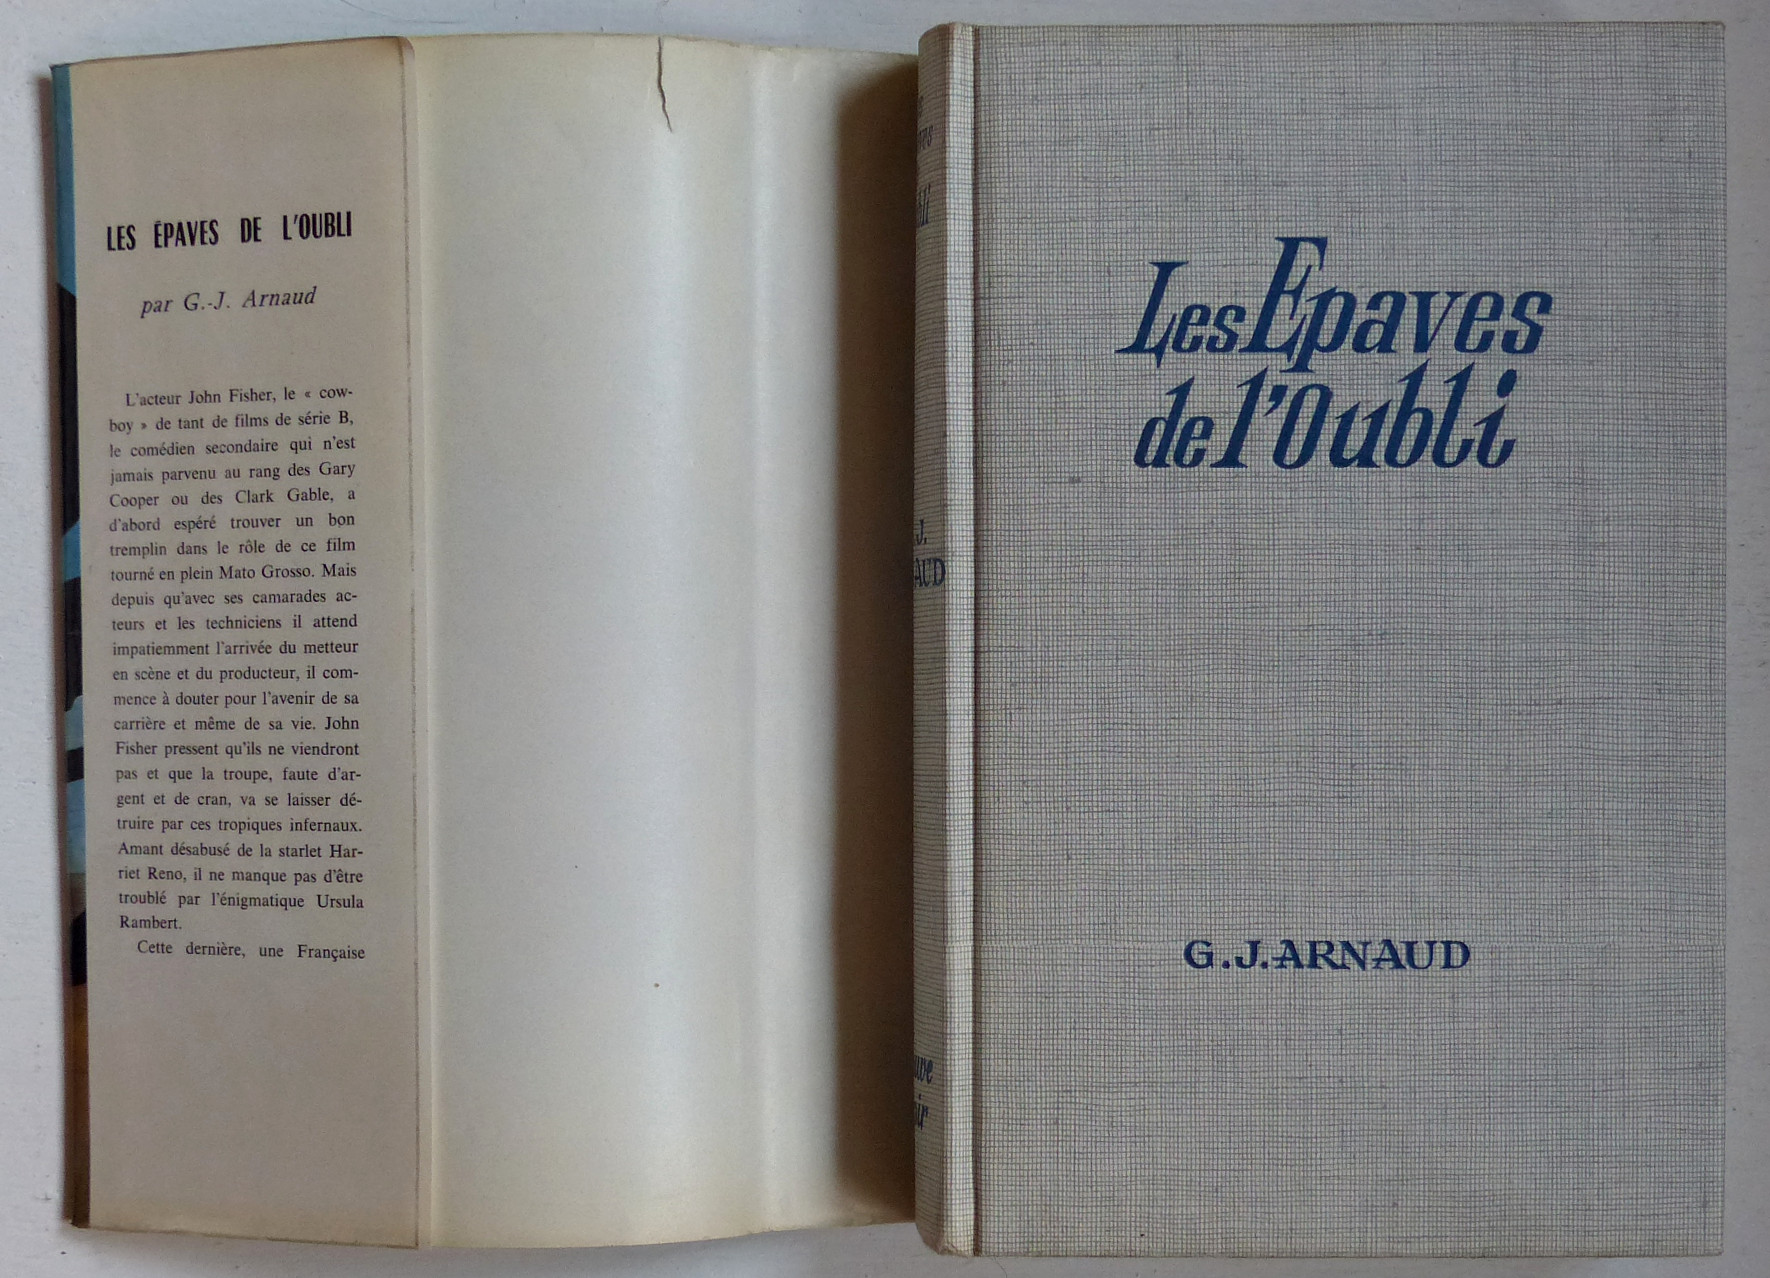 LES ÉPAVES DE L'OUBLI
par G.-J. Arnaud
L'acteur John Fisher, le « cow-
boy » de tant de films de série B,
le comédien secondaire qui n'est
jamais parvenu au rang des Gary
Cooper ou des Clark Gable, a
d'abord espéré trouver un bon
tremplin dans le rôle de ce film
tourné en plein Mato Grosso. Mais
depuis qu'avec ses camarades ac-
teurs et les techniciens il attend
impatiemment l'arrivée du metteur
en scène et du producteur, il com-
mence à douter pour l'avenir de sa
carrière et même de sa vie. John
Fisher pressent qu'ils ne viendront
pas et que la troupe, faute d'ar-
gent et de cran, va se laisser dé-
truire par ces tropiques infernaux.
Amant désabusé de la starlet Har-
riet Reno, il ne manque pas d'être
troublé par l'énigmatique Ursula
Rambert.
Cette dernière, une Française
Les Epaves
de l'Oubli
G.J. ARNAUD